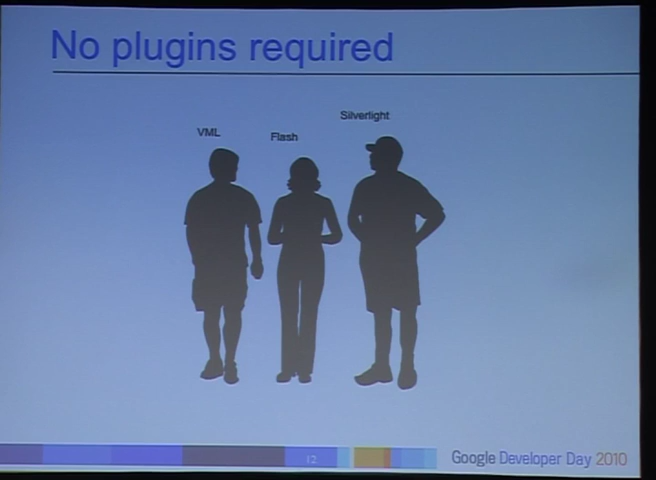 No plugins required
Silverlight
VML
Flash
12
Google Developer Day 2010